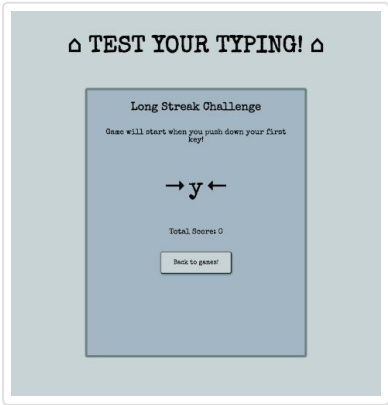 ⌂ TEST YOUR TYPING! ⌂
Long Streak Challenge
Game will start when you push down your first
key!
→y←
Total Score: 0
Back to games!